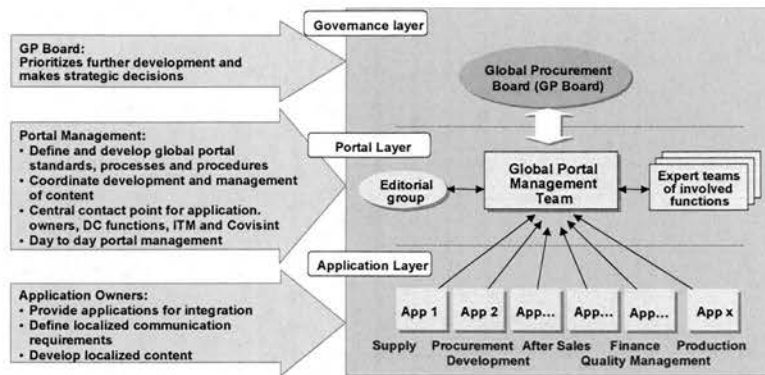 Governance layer
GP Board:
Prioritizes further development and
makes strategic decisions
Global Procurement
Board (GP Board)
Portal Management:
• Define and develop global portal
standards, processes and procedures
• Coordinate development and management
of content
• Central contact point for application.
owners, DC functions, ITM and Covisint
• Day to day portal management
Portal Layer
Editorial
group
Global Portal
Management
Team
Expert teams
of involved
functions
Application Layer
Application Owners:
• Provide applications for integration
• Define localized communication
requirements
• Develop localized content
App 1
App 2
App...
App...
App...
App x
Supply Procurement After Sales Finance Production
Development Quality Management